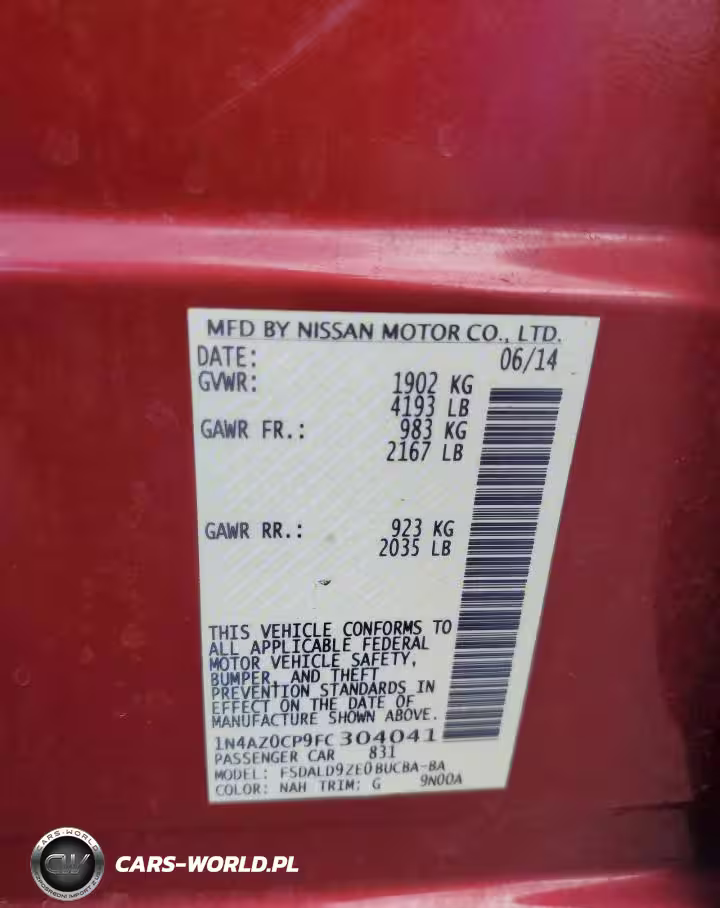 MFD BY NISSAN MOTOR CO., LTD.
DATE: 06/14
GVWR: 1902 KG
4193 LB
GAWR FR.: 983 KG
2167 LB
GAWR RR.: 923 KG
2035 LB
THIS VEHICLE CONFORMS TO
ALL APPLICABLE FEDERAL
MOTOR VEHICLE SAFETY,
BUMPER, AND THEFT
PREVENTION STANDARDS IN
EFFECT ON THE DATE OF
MANUFACTURE SHOWN ABOVE.
1N4AZ0CP9FC304041
PASSENGER CAR 831
MODEL: FSDALD9ZE0BUCBA-BA
COLOR: NAH TRIM: G 9N00A
CARS-WORLD
CW
CARS-WORLD.PL